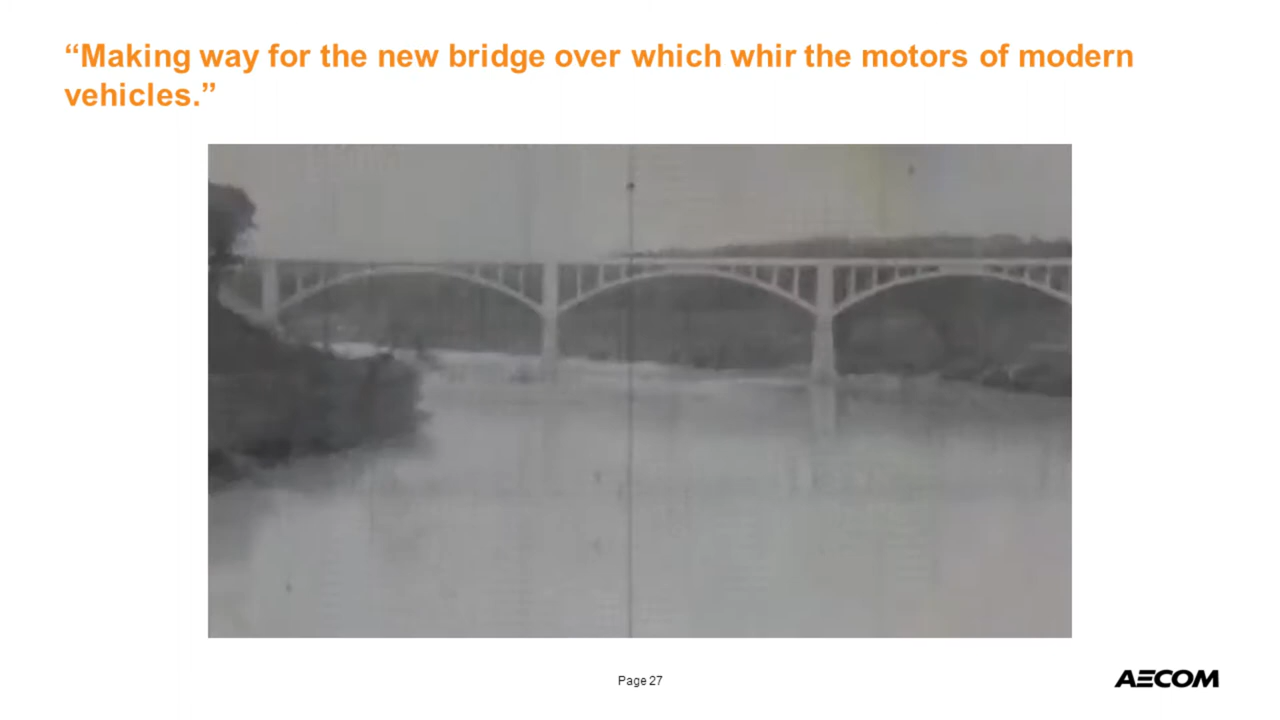 “Making way for the new bridge over which whir the motors of modern
vehicles.”
Page 27
AECOM